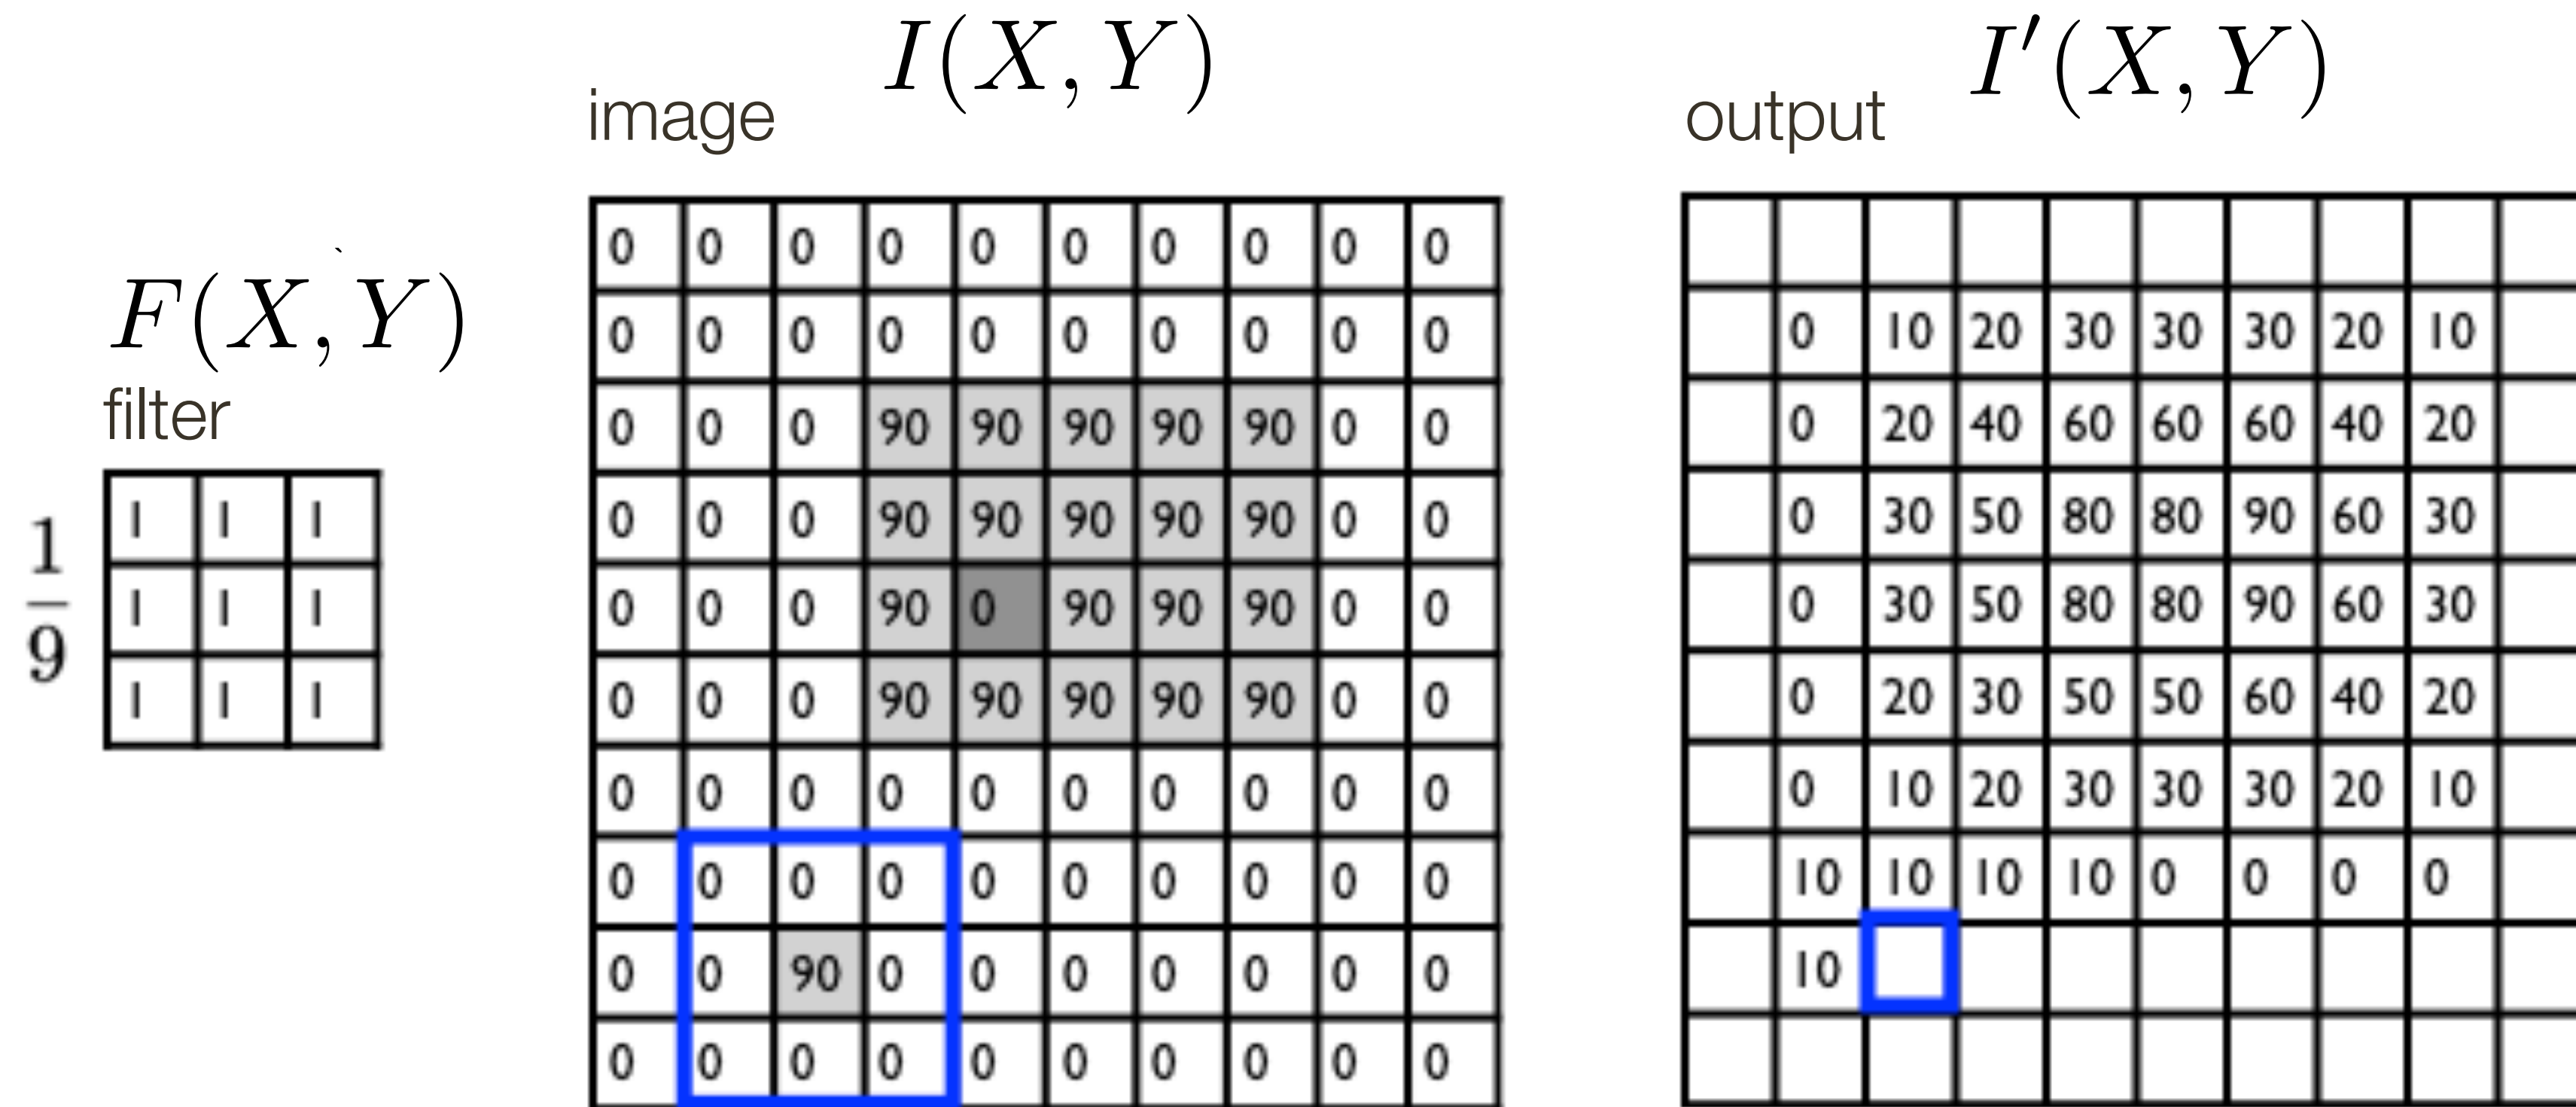 I(X, Y)
I′(X, Y)
image
output
F(X, Y)
filter
1/9
1 1 1
1 1 1
1 1 1
0 0 0 0 0 0 0 0 0 0
0 0 0 0 0 0 0 0 0 0
0 0 0 90 90 90 90 90 0 0
0 0 0 90 90 90 90 90 0 0
0 0 0 90 0 90 90 90 0 0
0 0 0 90 90 90 90 90 0 0
0 0 0 0 0 0 0 0 0 0
0 0 0 0 0 0 0 0 0 0
0 0 90 0 0 0 0 0 0 0
0 0 0 0 0 0 0 0 0 0
0 10 20 30 30 30 20 10
0 20 40 60 60 60 40 20
0 30 50 80 80 90 60 30
0 30 50 80 80 90 60 30
0 20 30 50 50 60 40 20
0 10 20 30 30 30 20 10
10 10 10 10 0 0 0 0
10